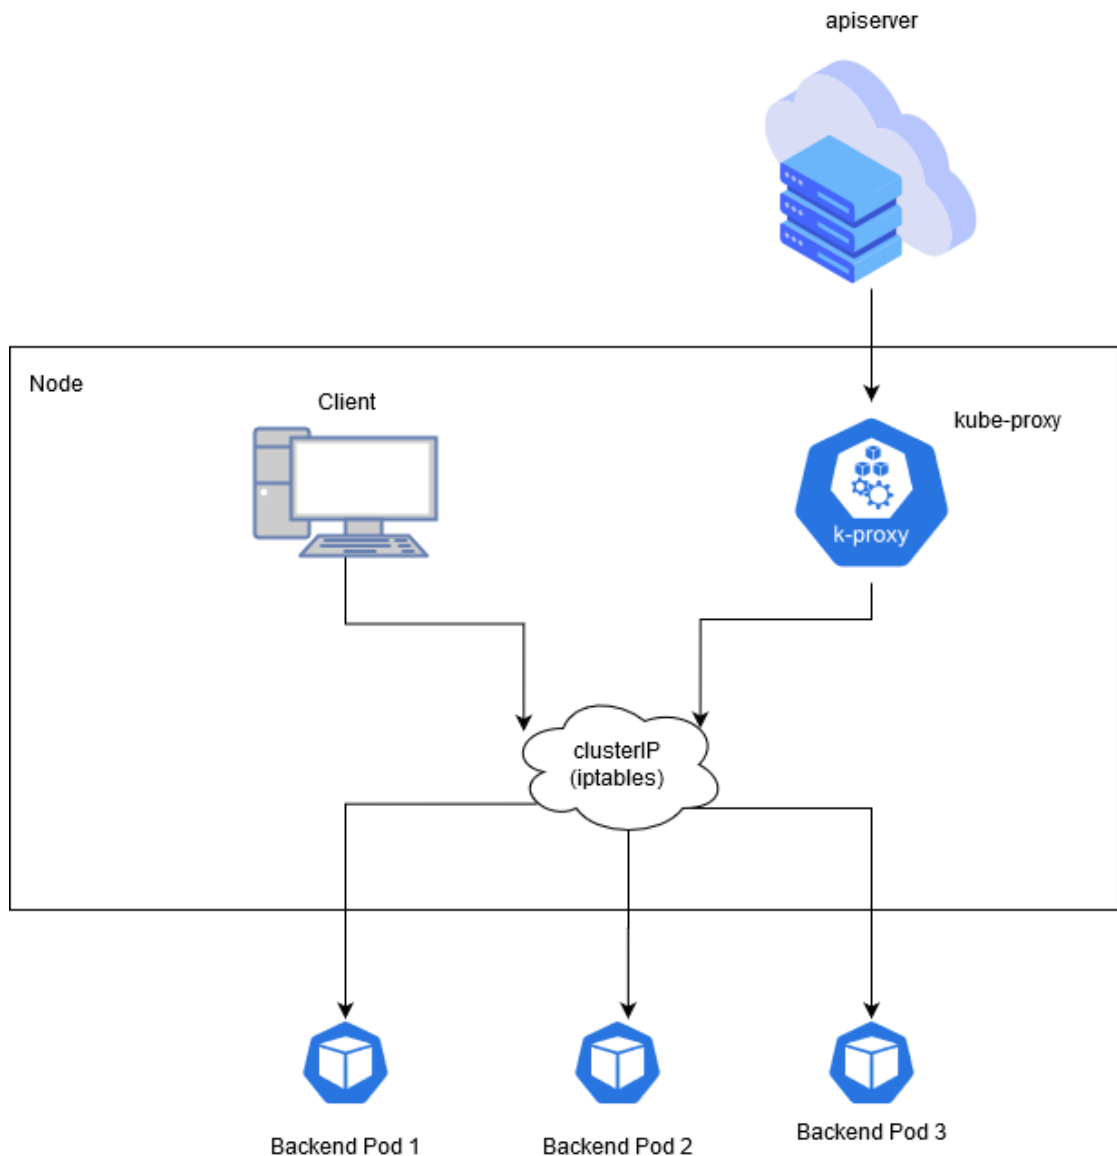 apiserver
Node
Client
kube-proxy
k-proxy
clusterIP
(iptables)
Backend Pod 1
Backend Pod 2
Backend Pod 3